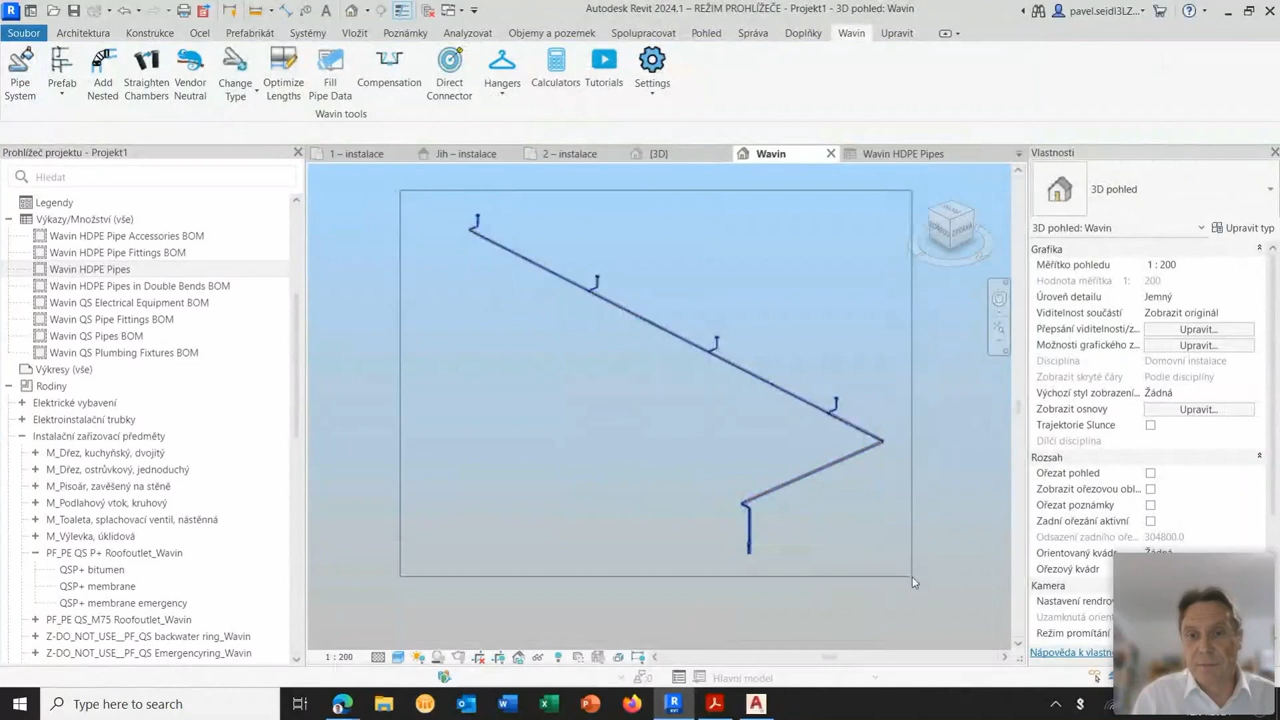 Autodesk Revit 2024.1 – REŽIM PROHLÍŽEČE - Projekt1 - 3D pohled: Wavin
pavel.seidl3LZ...
Soubor Architektura Konstrukce Ocel Prefabrikát Systémy Vložit Poznámky Analyzovat Objemy a pozemek Spolupracovat Pohled Správa Doplňky Wavin Upravit
Pipe System
Prefab
Add Nested
Straighten Chambers
Vendor Neutral
Change Type
Optimize Lengths
Fill Pipe Data
Compensation
Direct Connector
Hangers
Calculators
Tutorials
Settings
Wavin tools
Prohlížeč projektu - Projekt1
Hledat
Legendy
Výkazy/Množství (vše)
Wavin HDPE Pipe Accessories BOM
Wavin HDPE Pipe Fittings BOM
Wavin HDPE Pipes
Wavin HDPE Pipes in Double Bends BOM
Wavin QS Electrical Equipment BOM
Wavin QS Pipe Fittings BOM
Wavin QS Pipes BOM
Wavin QS Plumbing Fixtures BOM
Výkresy (vše)
Rodiny
Elektrické vybavení
Elektroinstalační trubky
Instalační zařizovací předměty
M_Dřez, kuchyňský, dvojitý
M_Dřez, ostrůvkový, jednoduchý
M_Pisoár, zavěšený na stěně
M_Podlahový vtok, kruhový
M_Toaleta, splachovací ventil, nástěnná
M_Výlevka, úklidová
PF_PE QS P+ Roofoutlet_Wavin
QSP+ bitumen
QSP+ membrane
QSP+ membrane emergency
PF_PE QS_M75 Roofoutlet_Wavin
Z-DO_NOT_USE__PF_QS backwater ring_Wavin
Z-DO_NOT_USE__PF_QS Emergencyring_Wavin
1 – instalace Jih – instalace 2 – instalace {3D} Wavin Wavin HDPE Pipes
1 : 200
Hlavní model
Vlastnosti
3D pohled
3D pohled: Wavin Upravit typ
Grafika
Měřítko pohledu 1 : 200
Hodnota měřítka 1: 200
Úroveň detailu Jemný
Viditelnost součástí Zobrazit originál
Přepsání viditelnosti/z... Upravit...
Možnosti grafického z... Upravit...
Disciplína Domovní instalace
Zobrazit skryté čáry Podle disciplíny
Výchozí styl zobrazení... Žádná
Zobrazit osnovy Upravit...
Trajektorie Slunce
Dílčí disciplína
Rozsah
Ořezat pohled
Zobrazit ořezovou obl...
Ořezat poznámky
Zadní ořezání aktivní
Odsazení zadního oře... 304800.0
Orientovaný kvádr Žádná
Ořezový kvádr
Kamera
Nastavení rendro
Uzamknutá orient
Režim promítání
Nápověda k vlastno
Type here to search